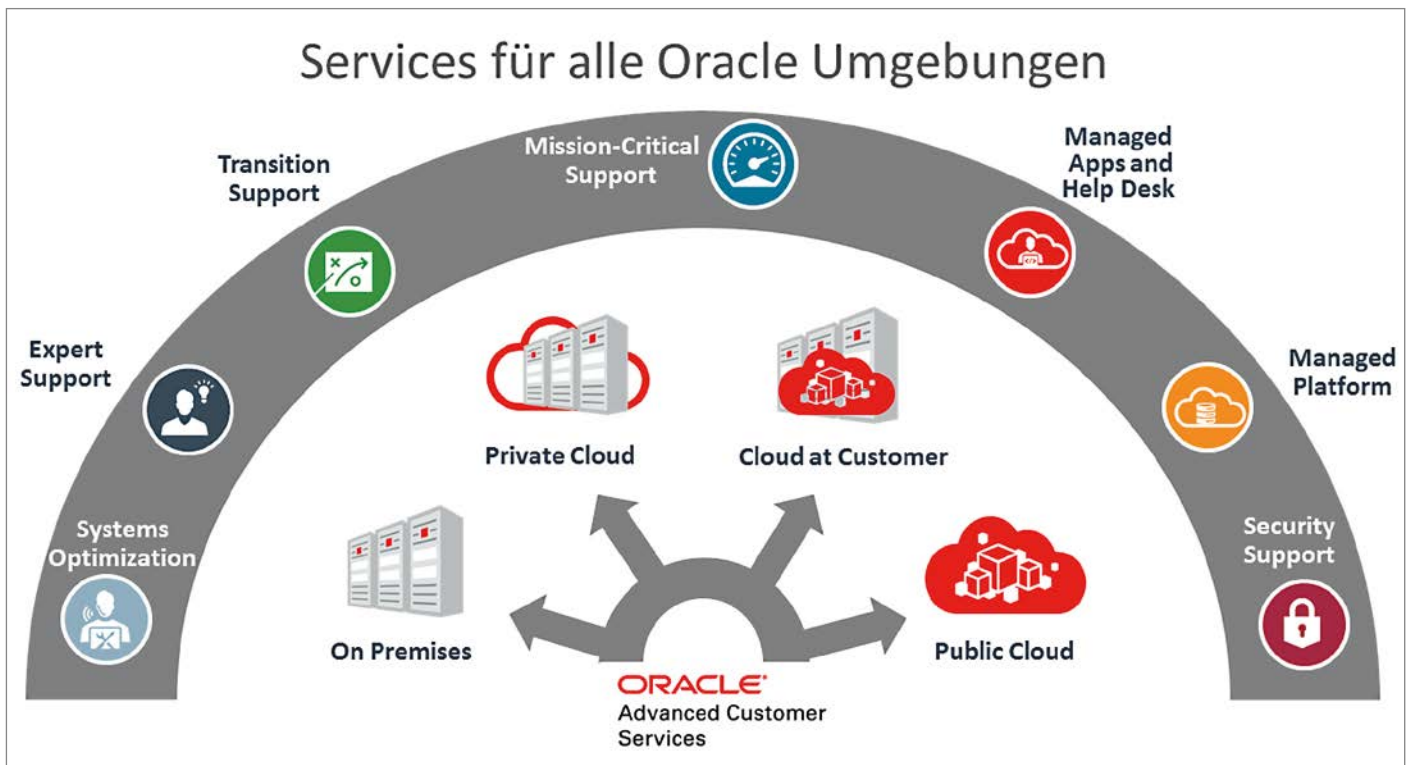 Services für alle Oracle Umgebungen
Mission-Critical
Support
Transition
Support
Managed
Apps and
Help Desk
Expert
Support
Managed
Platform
Private Cloud
Cloud at Customer
Systems
Optimization
Security
Support
On Premises
Public Cloud
ORACLE®
Advanced Customer
Services